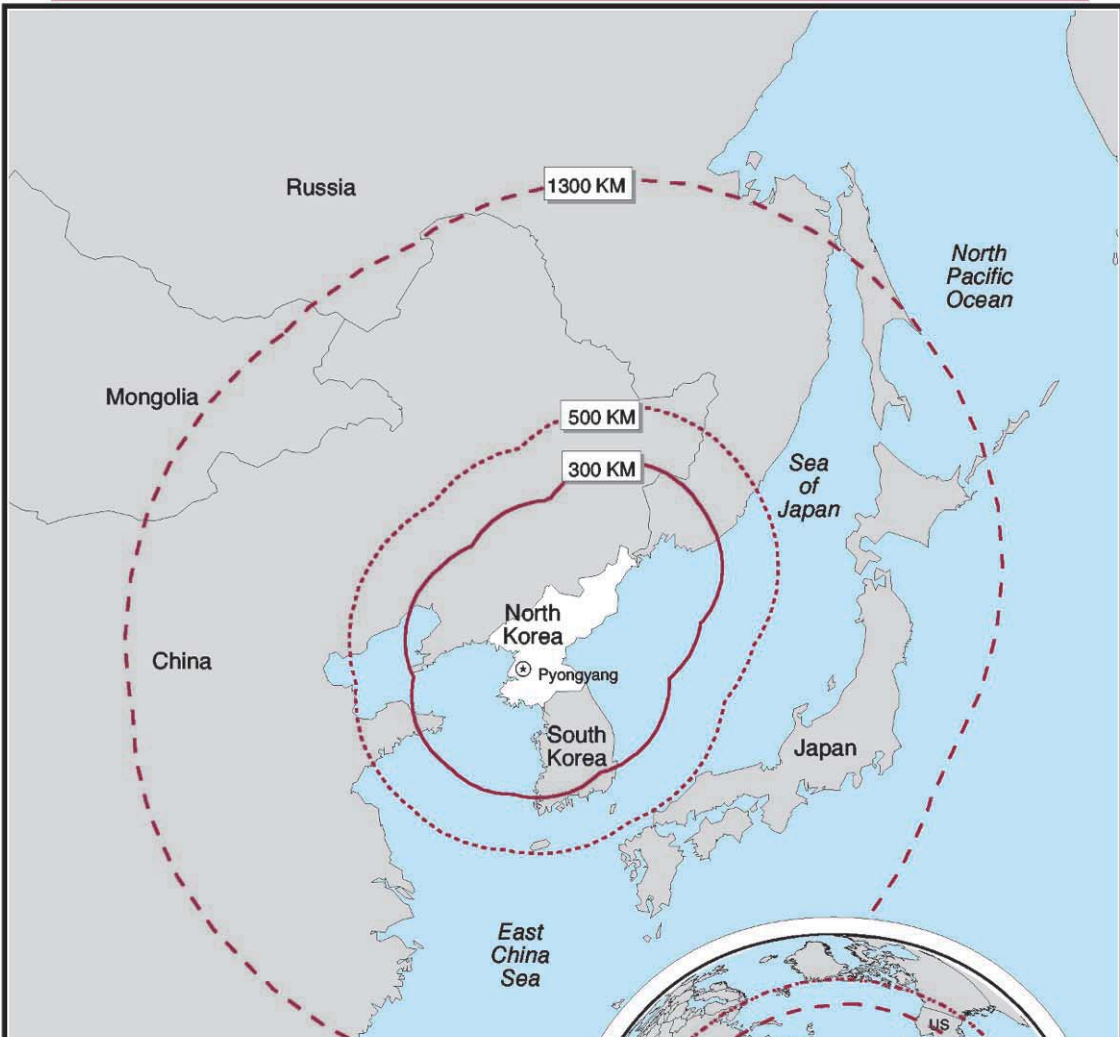 1300 KM
Russia
North
Pacific
Ocean
Mongolia
500 KM
300 KM
Sea
of
Japan
North
Korea
China
Pyongyang
South
Korea
Japan
East
China
Sea
US